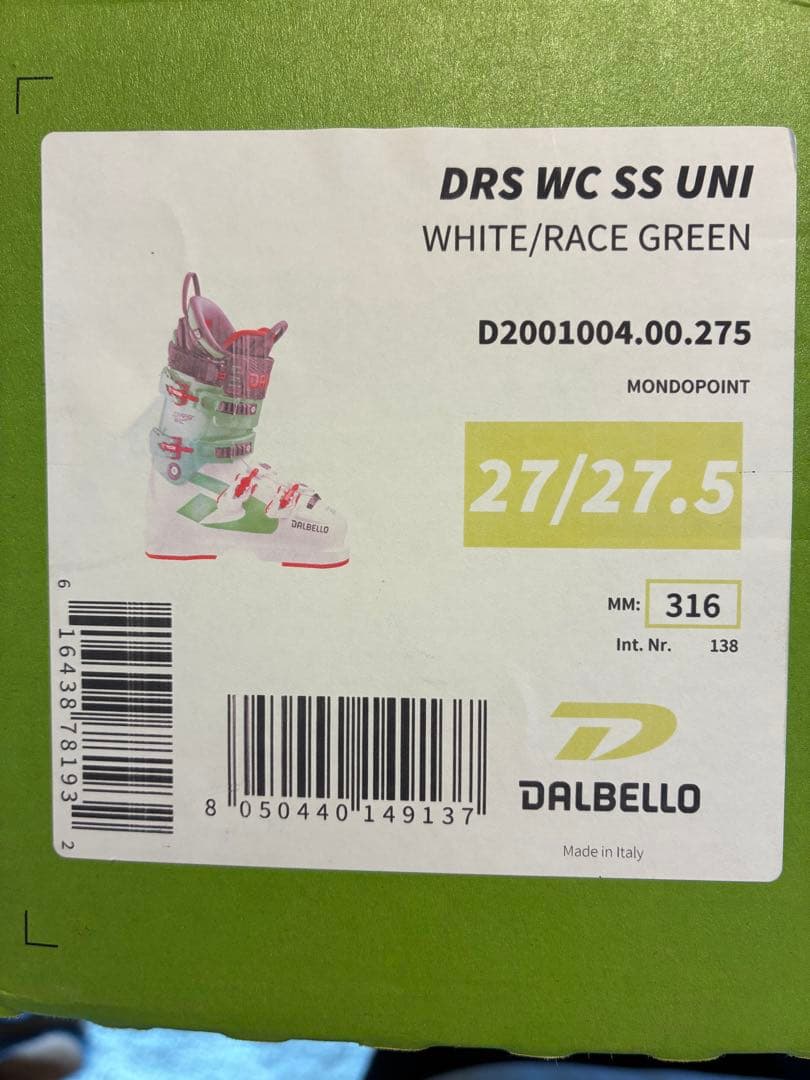 DRS WC SS UNI
WHITE/RACE GREEN
D2001004.00.275
MONDOPOINT
27/27.5
DALBELLO
MM: 316
Int. Nr. 138
6 16438 78193 2
8 050440 149137
DALBELLO
Made in Italy